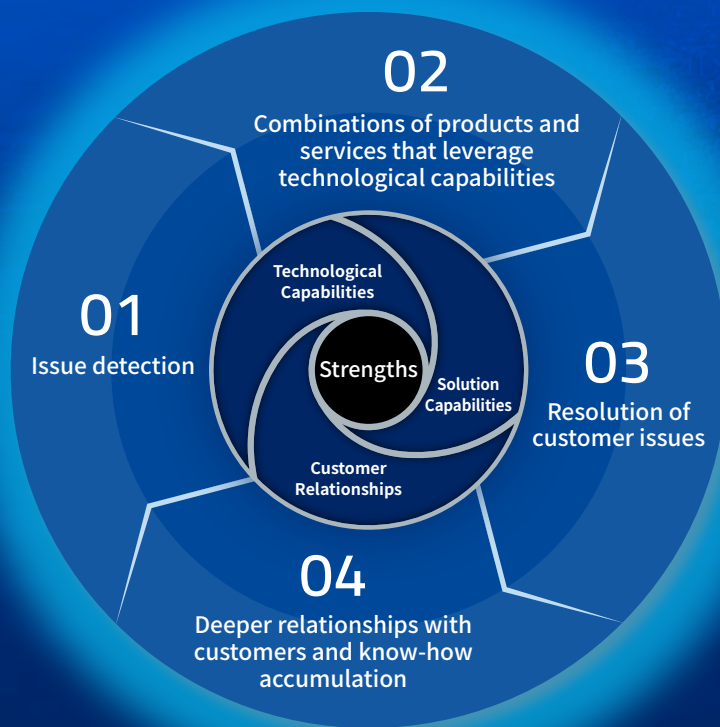 01
Issue detection
02
Combinations of products and
services that leverage
technological capabilities
03
Resolution of
customer issues
04
Deeper relationships with
customers and know-how
accumulation
Technological
Capabilities
Solution
Capabilities
Customer
Relationships
Strengths